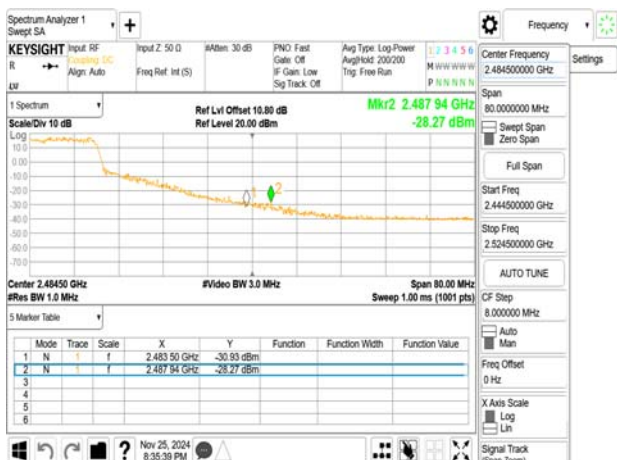 Spectrum Analyzer 1
Swept SA
Frequency
KEYSIGHT
Input: RF
Coupling: DC
Align: Auto
Input Z: 50 Ω
Freq Ref: Int (S)
#Atten: 30 dB
PNO: Fast
Gate: Off
IF Gain: Low
Sig Track: Off
Avg Type: Log-Power
Avg|Hold: 200/200
Trig: Free Run
1 2 3 4 5 6
M W W W W W
P N N N N N
R
Center Frequency
2.484500000 GHz
Settings
Span
80.0000000 MHz
Swept Span
Zero Span
Full Span
Start Freq
2.444500000 GHz
Stop Freq
2.524500000 GHz
AUTO TUNE
CF Step
8.000000 MHz
Auto
Man
Freq Offset
0 Hz
X Axis Scale
Log
Lin
Signal Track
(Span Zoom)
1 Spectrum
Scale/Div 10 dB
Ref Lvl Offset 10.80 dB
Ref Level 20.00 dBm
Mkr2 2.487 94 GHz
-28.27 dBm
Log
10.0
0.00
-10.0
-20.0
-30.0
-40.0
-50.0
-60.0
-70.0
1
2
Center 2.48450 GHz
#Res BW 1.0 MHz
#Video BW 3.0 MHz
Span 80.00 MHz
Sweep 1.00 ms (1001 pts)
5 Marker Table
Mode Trace Scale X Y Function Function Width Function Value
1 N 1 f 2.483 50 GHz -30.93 dBm
2 N 1 f 2.487 94 GHz -28.27 dBm
3
4
5
6
?
Nov 25, 2024
8:35:39 PM